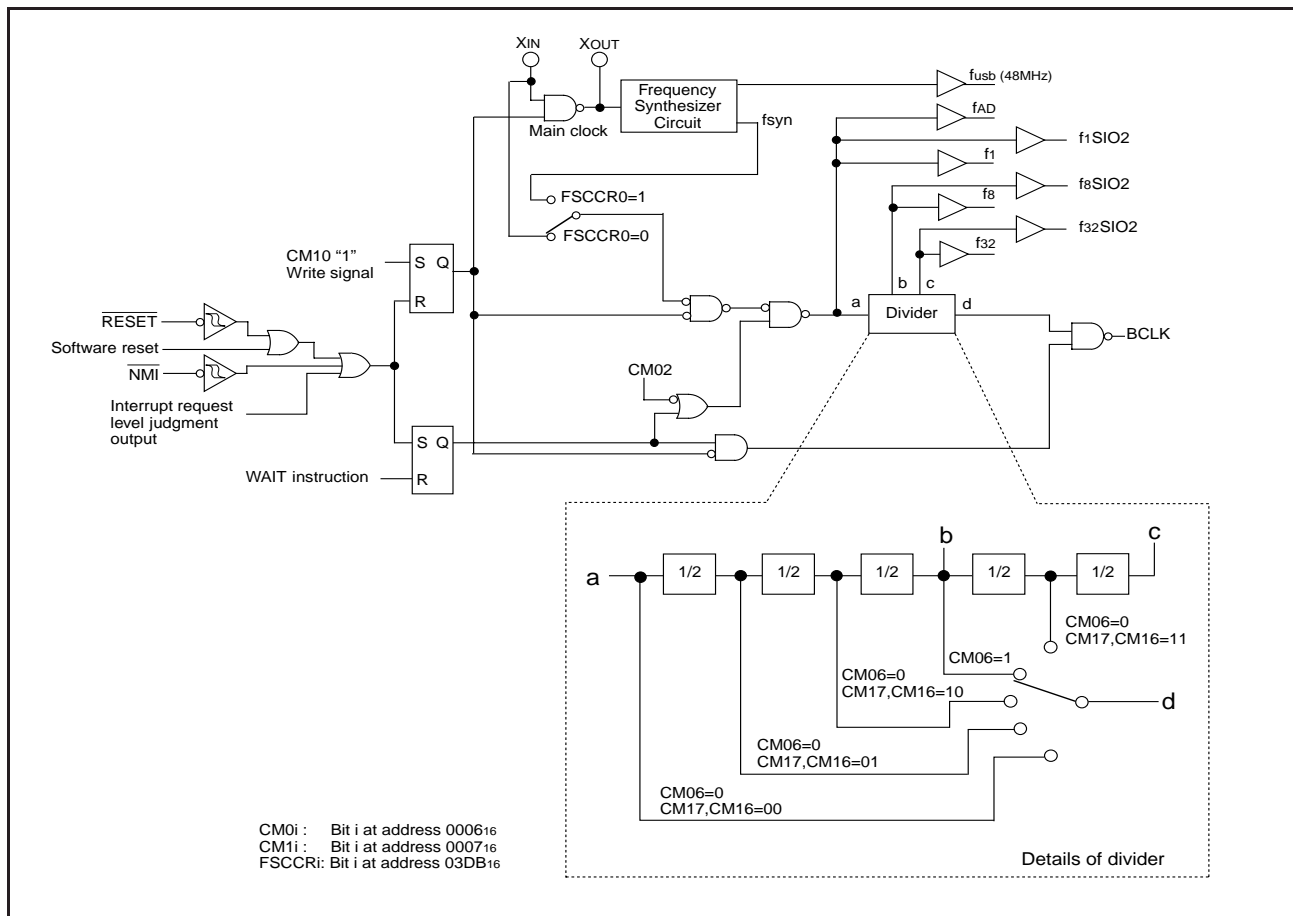 XIN
XOUT
fusb (48MHz)
Frequency
Synthesizer
Circuit
fAD
Main clock
fsyn
f1SIO2
f1
f8SIO2
FSCCR0=1
f8
FSCCR0=0
f32SIO2
CM10 “1”
Write signal
S Q
R
f32
b
c
a
Divider
d
RESET
Software reset
NMI
BCLK
CM02
Interrupt request
level judgment
output
S Q
R
WAIT instruction
b
c
a
1/2
1/2
1/2
1/2
1/2
CM06=0
CM17,CM16=11
CM06=1
CM06=0
CM17,CM16=10
d
CM06=0
CM17,CM16=01
CM06=0
CM17,CM16=00
CM0i : Bit i at address 000616
CM1i : Bit i at address 000716
FSCCRi: Bit i at address 03DB16
Details of divider